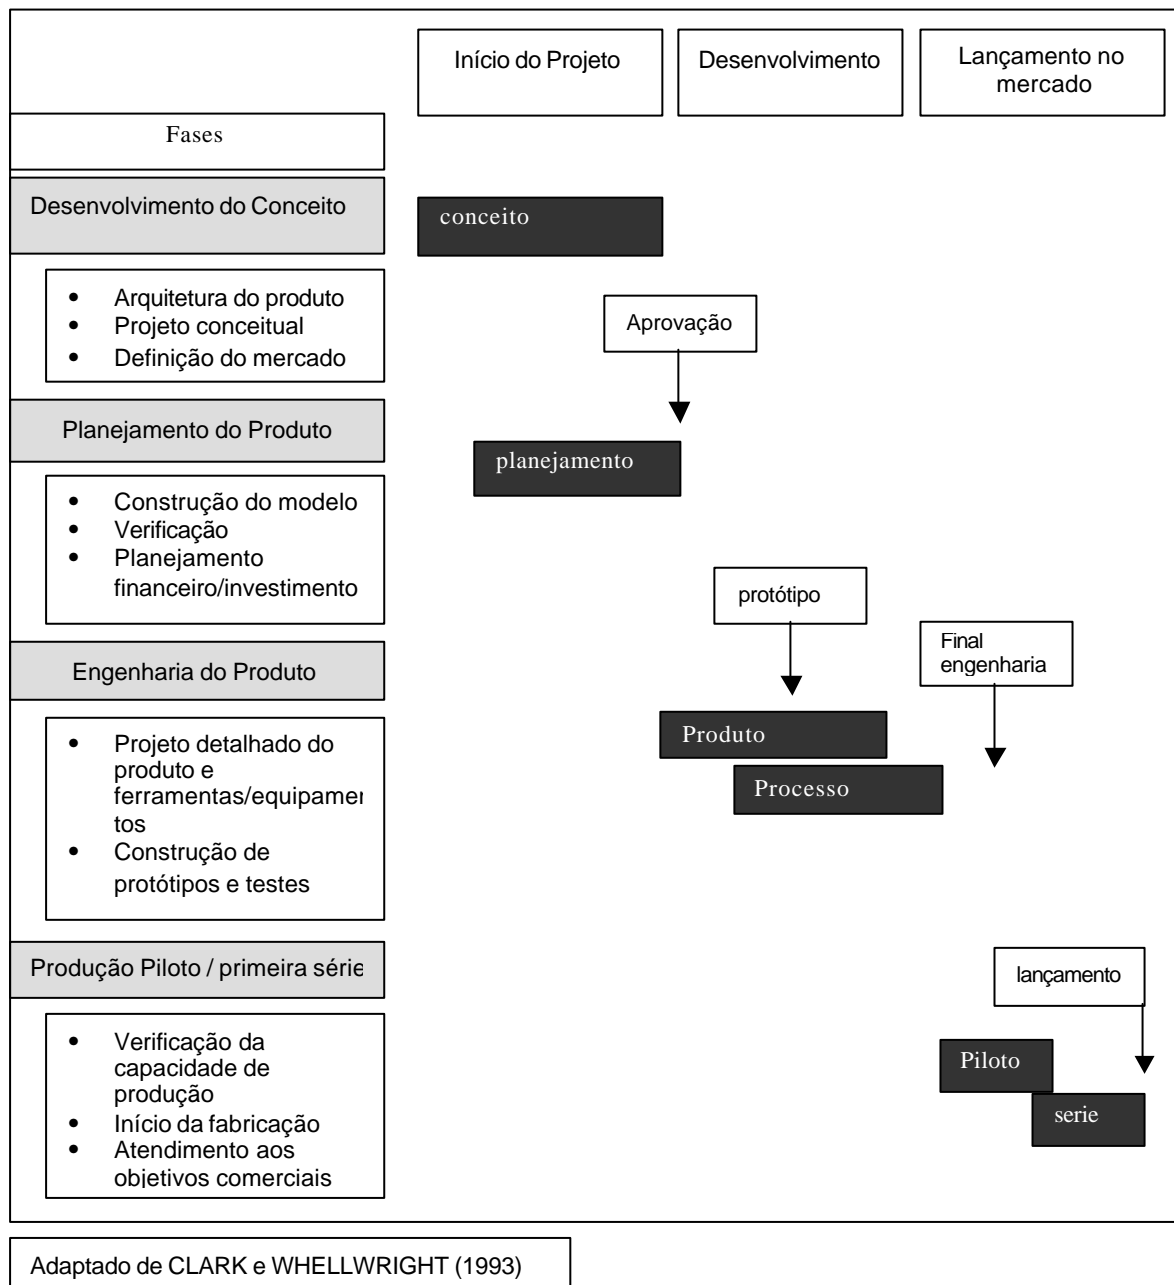 Início do Projeto
Desenvolvimento
Lançamento no
mercado
Fases
Desenvolvimento do Conceito
conceito
• Arquitetura do produto
• Projeto conceitual
• Definição do mercado
Aprovação
Planejamento do Produto
planejamento
• Construção do modelo
• Verificação
• Planejamento
financeiro/investimento
protótipo
Final
engenharia
Engenharia do Produto
Produto
Processo
• Projeto detalhado do
produto e
ferramentas/equipamen
tos
• Construção de
protótipos e testes
Produção Piloto / primeira série
lançamento
Piloto
serie
• Verificação da
capacidade de
produção
• Início da fabricação
• Atendimento aos
objetivos comerciais
Adaptado de CLARK e WHELLWRIGHT (1993)